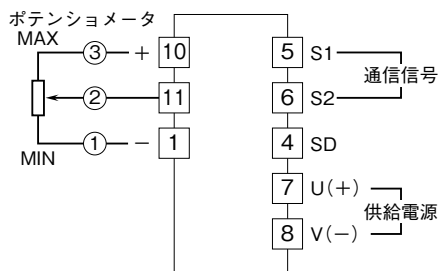 ポテンショメータ
MAX
③ + 10
② 11
① − 1
MIN
5 S1
6 S2
通信信号
4 SD
7 U(+)
8 V(−)
供給電源